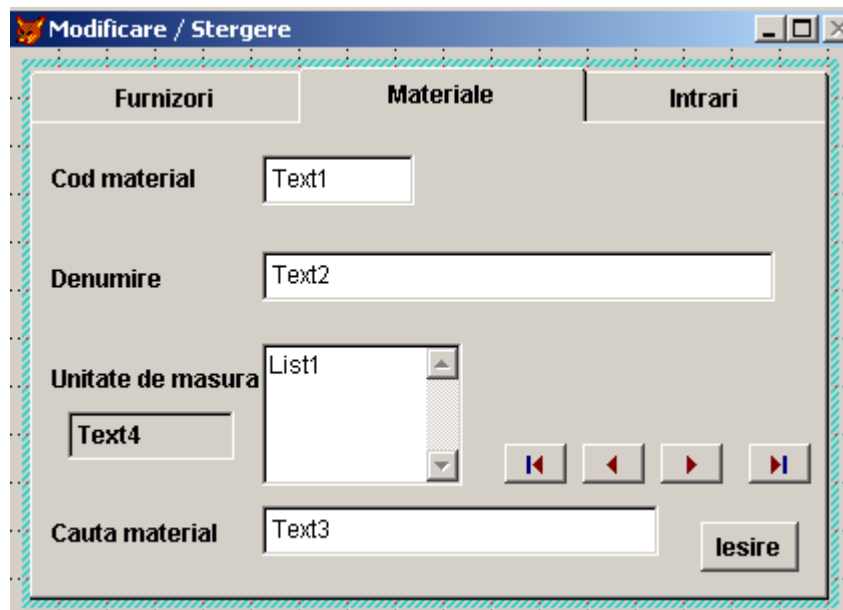 Modificare / Stergere
Furnizori Materiale Intrari
Cod material Text1
Denumire Text2
Unitate de masura List1
Text4
Cauta material Text3
Iesire